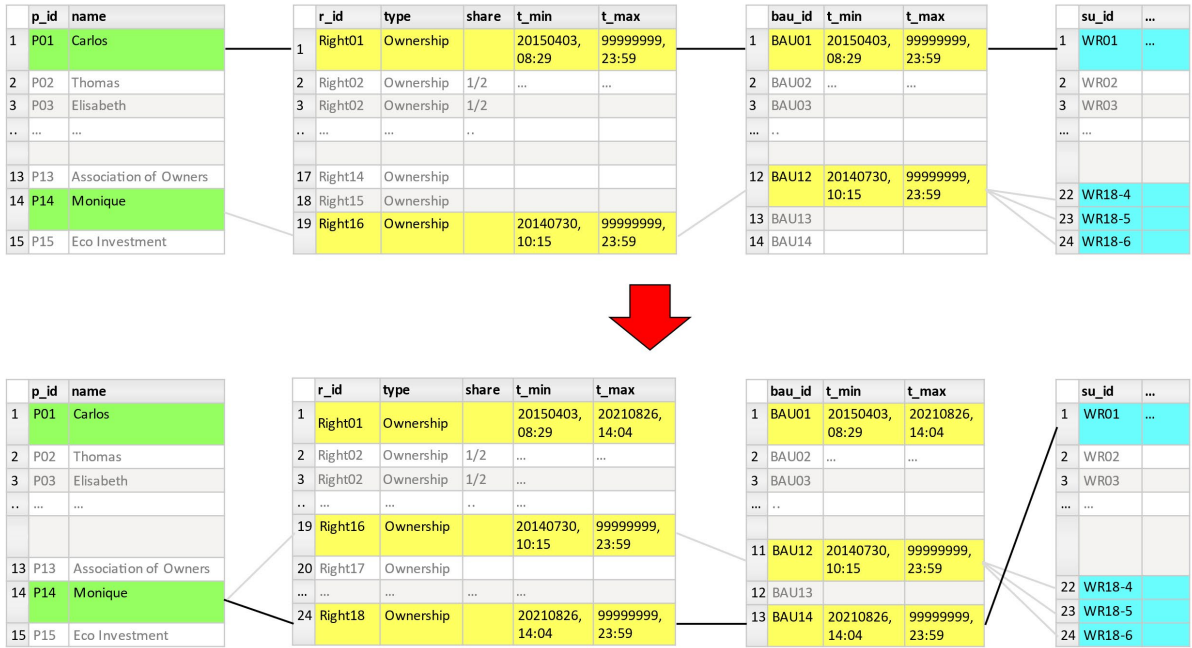 p_id name
1 P01 Carlos
2 P02 Thomas
3 P03 Elisabeth
.. ... ...
13 P13 Association of Owners
14 P14 Monique
15 P15 Eco Investment
r_id type share t_min t_max
1 Right01 Ownership 20150403, 08:29 99999999, 23:59
2 Right02 Ownership 1/2 ... ...
3 Right02 Ownership 1/2
.. ... ... ..
17 Right14 Ownership
18 Right15 Ownership
19 Right16 Ownership 20140730, 10:15 99999999, 23:59
bau_id t_min t_max
1 BAU01 20150403, 08:29 99999999, 23:59
2 BAU02 ... ...
3 BAU03
... ..
12 BAU12 20140730, 10:15 99999999, 23:59
13 BAU13
14 BAU14
su_id ...
1 WR01 ...
2 WR02
3 WR03
... ...
22 WR18-4
23 WR18-5
24 WR18-6
p_id name
1 P01 Carlos
2 P02 Thomas
3 P03 Elisabeth
.. ... ...
13 P13 Association of Owners
14 P14 Monique
15 P15 Eco Investment
r_id type share t_min t_max
1 Right01 Ownership 20150403, 08:29 20210826, 14:04
2 Right02 Ownership 1/2 ... ...
3 Right02 Ownership 1/2 ...
.. ... ... .. ...
19 Right16 Ownership 20140730, 10:15 99999999, 23:59
20 Right17 Ownership
... ... ... ... ...
24 Right18 Ownership 20210826, 14:04 99999999, 23:59
bau_id t_min t_max
1 BAU01 20150403, 08:29 20210826, 14:04
2 BAU02 ... ...
3 BAU03
... ..
11 BAU12 20140730, 10:15 99999999, 23:59
12 BAU13
13 BAU14 20210826, 14:04 99999999, 23:59
su_id ...
1 WR01 ...
2 WR02
3 WR03
... ...
22 WR18-4
23 WR18-5
24 WR18-6